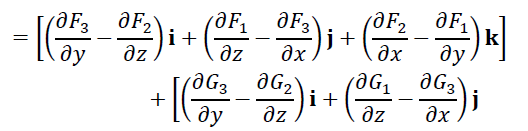 = [(∂F₃/∂y − ∂F₂/∂z) i + (∂F₁/∂z − ∂F₃/∂x) j + (∂F₂/∂x − ∂F₁/∂y) k]
+ [(∂G₃/∂y − ∂G₂/∂z) i + (∂G₁/∂z − ∂G₃/∂x) j